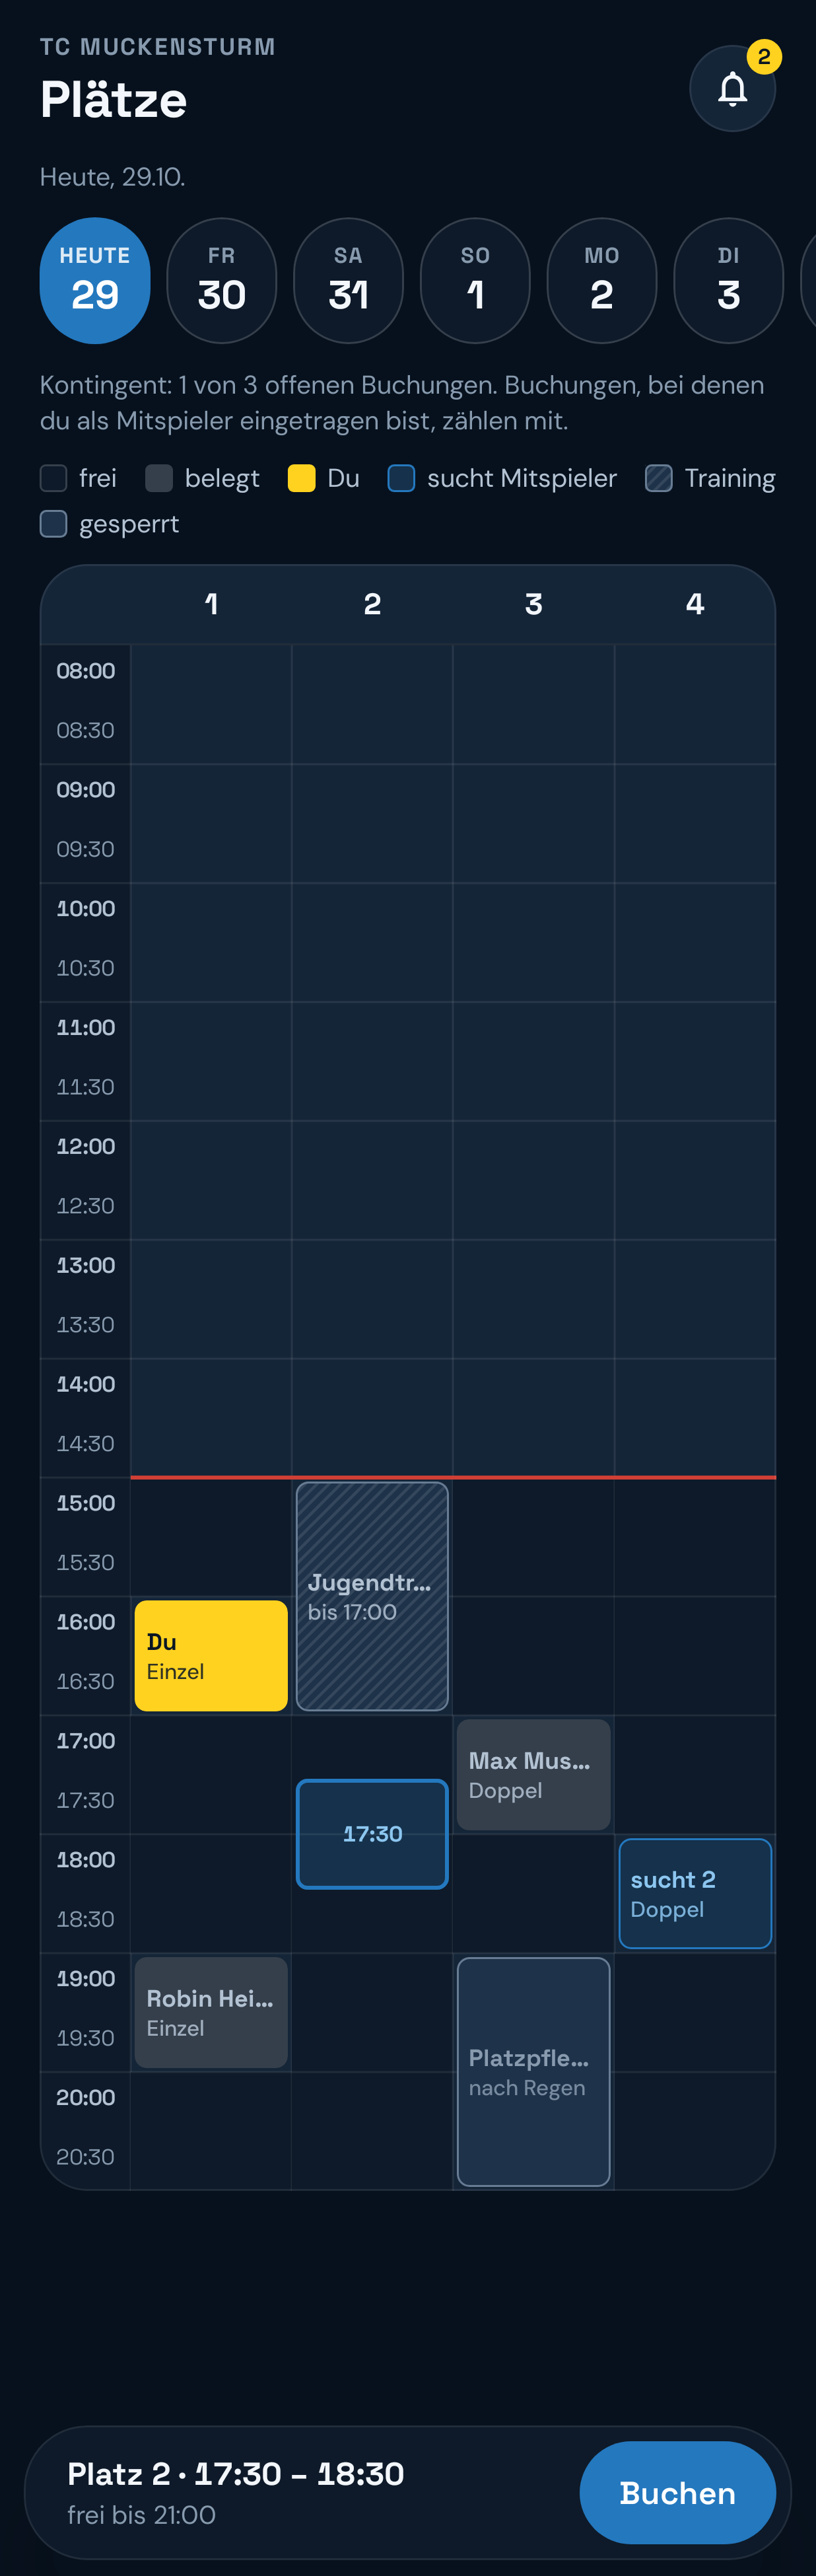 TC MUCKENSTURM
Plätze
2
Heute, 29.10.
HEUTE FR SA SO MO DI
29 30 31 1 2 3
Kontingent: 1 von 3 offenen Buchungen. Buchungen, bei denen
du als Mitspieler eingetragen bist, zählen mit.
frei belegt Du sucht Mitspieler Training
gesperrt
1 2 3 4
08:00
08:30
09:00
09:30
10:00
10:30
11:00
11:30
12:00
12:30
13:00
13:30
14:00
14:30
15:00
15:30
Jugendtr...
bis 17:00
16:00
Du
Einzel
16:30
17:00
Max Mus...
Doppel
17:30
17:30
18:00
sucht 2
Doppel
18:30
19:00
Robin Hei...
Einzel
19:30
Platzpfle...
nach Regen
20:00
20:30
Platz 2 · 17:30 – 18:30
frei bis 21:00
Buchen